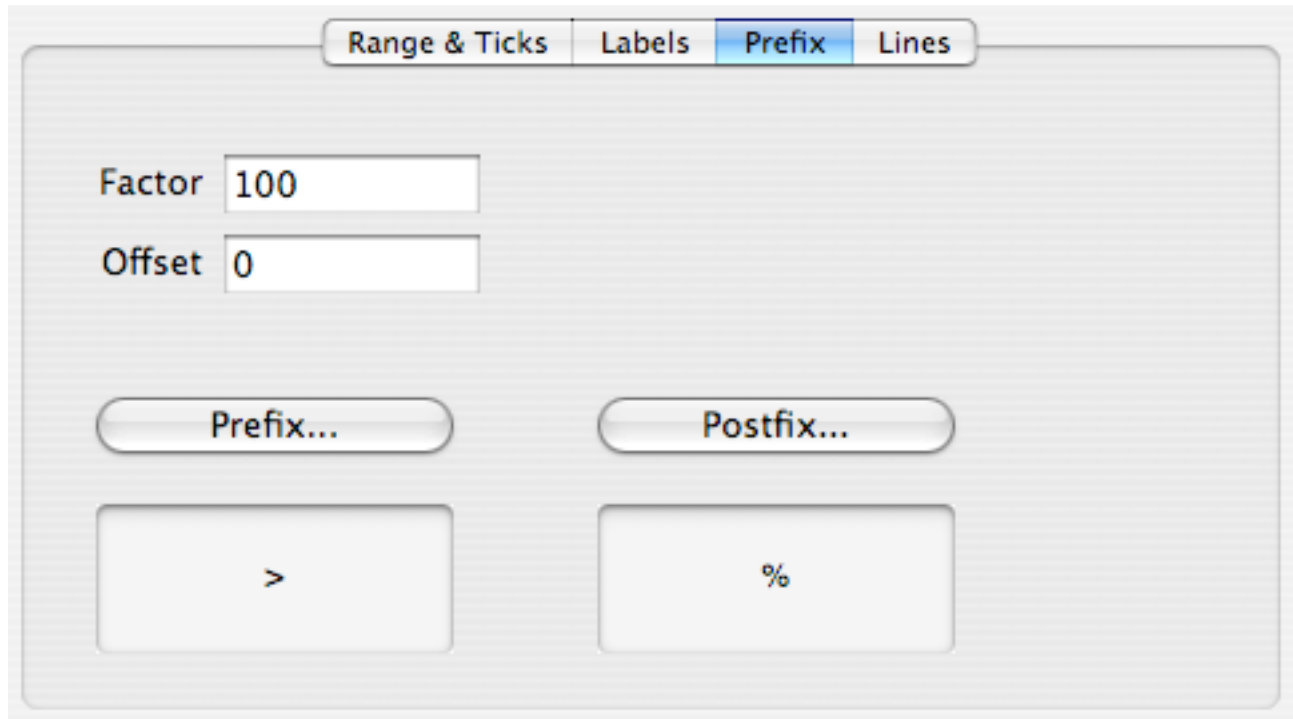 Range & Ticks Labels Prefix Lines
Factor 100
Offset 0
Prefix... Postfix...
> %